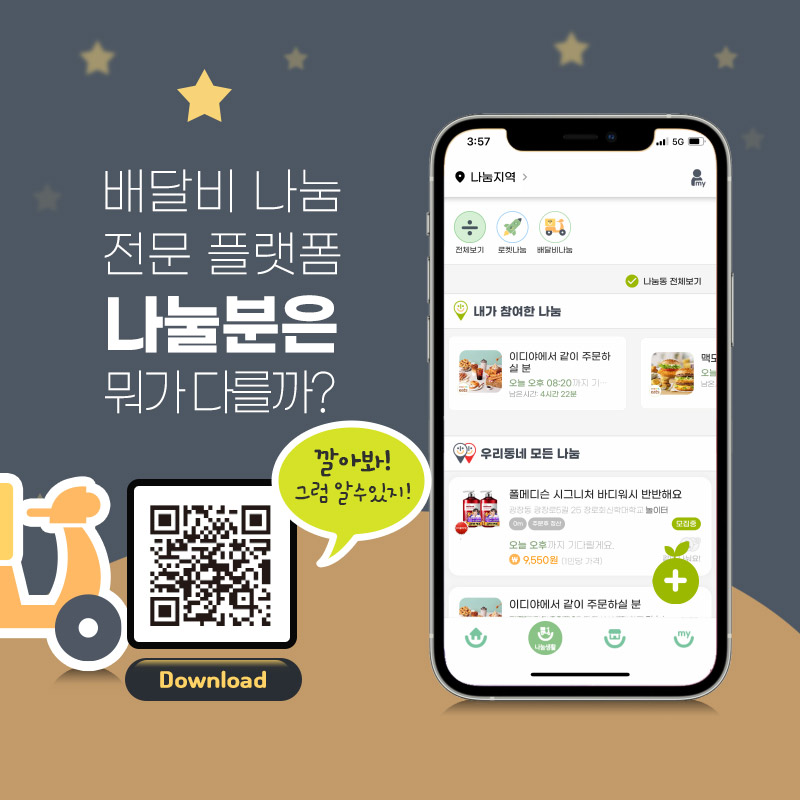 배달비 나눔
전문 플랫폼
나눌분은
뭐가 다를까?
깔아봐!
그럼 알수있지!
Download
3:57
5G
나눔지역 >
my
전체보기
로켓나눔
배달비나눔
나눔동 전체보기
내가 참여한 나눔
이디야에서 같이 주문하
실 분
오늘 오후 08:20까지 기…
남은시간: 4시간 22분
맥도
오늘
남은
우리동네 모든 나눔
폴메디슨 시그니처 바디워시 반반해요
광장동 광장로5길 25 장로회신학대학교 놀이터
0m
주문후 정산
모집중
오늘 오후까지 기다릴게요.
9,550원 (1인당 가격)
이디야에서 같이 주문하실 분
나눔생활
my